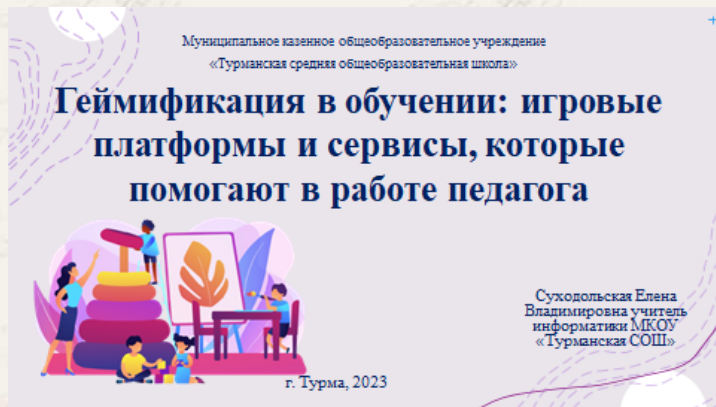 Муниципальное казенное общеобразовательное учреждение
«Турманская средняя общеобразовательная школа»
Геймификация в обучении: игровые
платформы и сервисы, которые
помогают в работе педагога
Суходольская Елена
Владимировна учитель
информатики МКОУ
«Турманская СОШ»
г. Турма, 2023